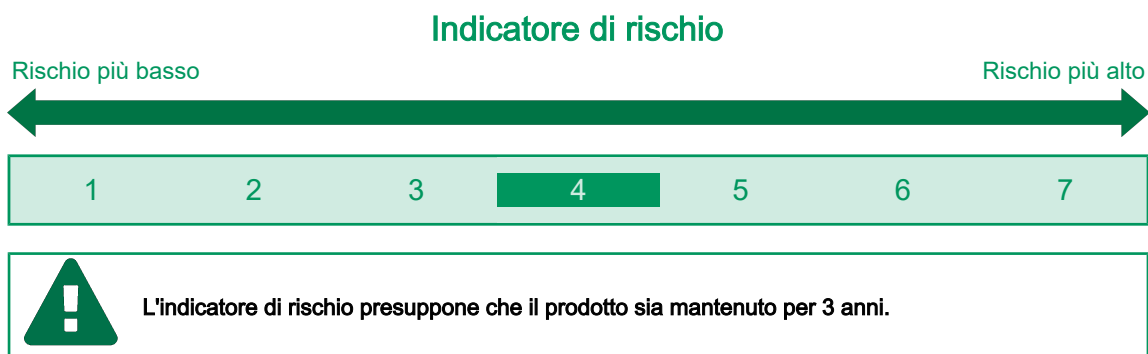 Indicatore di rischio
Rischio più basso Rischio più alto
1 2 3 4 5 6 7
L'indicatore di rischio presuppone che il prodotto sia mantenuto per 3 anni.